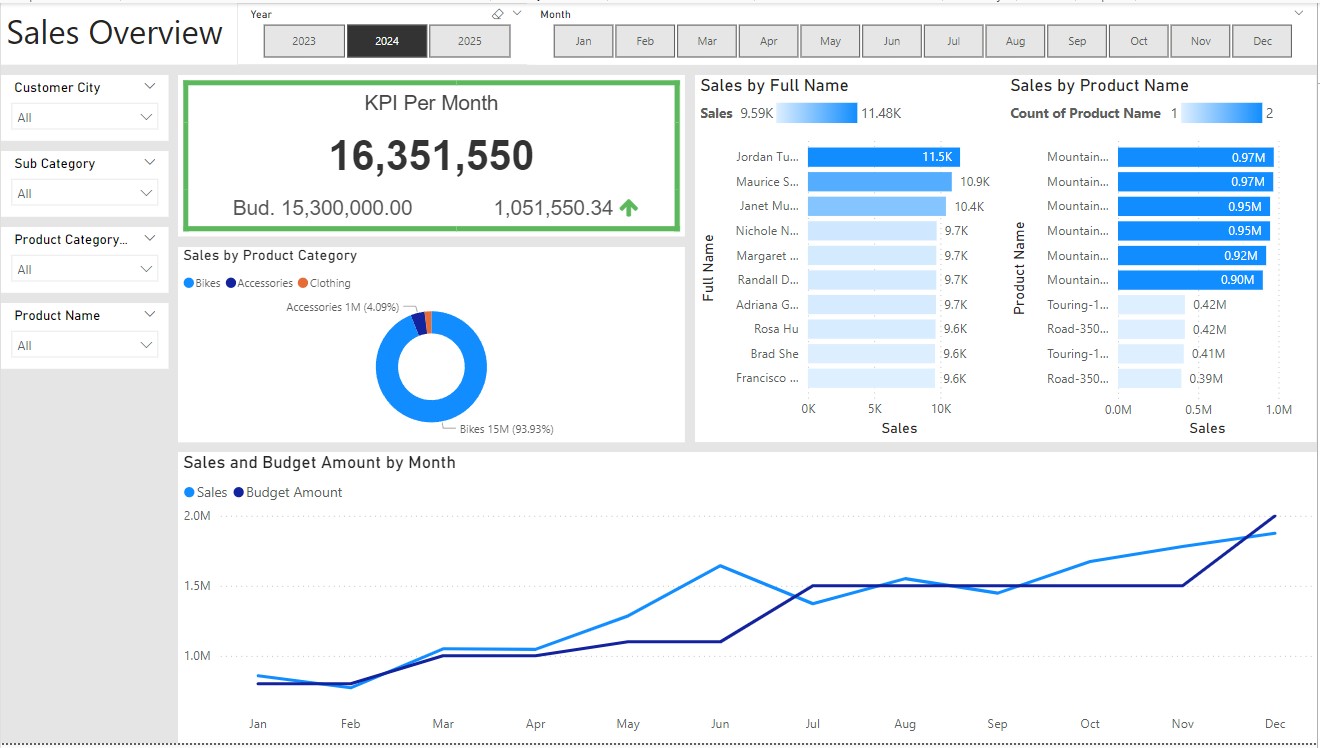 Sales Overview
Year
2023 2024 2025
Month
Jan Feb Mar Apr May Jun Jul Aug Sep Oct Nov Dec
Customer City
All
Sub Category
All
Product Category...
All
Product Name
All
KPI Per Month
16,351,550
Bud. 15,300,000.00 1,051,550.34
Sales by Product Category
Bikes Accessories Clothing
Accessories 1M (4.09%)
Bikes 15M (93.93%)
Sales by Full Name
Sales 9.59K 11.48K
Full Name
Jordan Tu... 11.5K
Maurice S... 10.9K
Janet Mu... 10.4K
Nichole N... 9.7K
Margaret ... 9.7K
Randall D... 9.7K
Adriana G... 9.7K
Rosa Hu 9.6K
Brad She 9.6K
Francisco ... 9.6K
0K 5K 10K
Sales
Sales by Product Name
Count of Product Name 1 2
Product Name
Mountain... 0.97M
Mountain... 0.97M
Mountain... 0.95M
Mountain... 0.95M
Mountain... 0.92M
Mountain... 0.90M
Touring-1... 0.42M
Road-350... 0.42M
Touring-1... 0.41M
Road-350... 0.39M
0.0M 0.5M 1.0M
Sales
Sales and Budget Amount by Month
Sales Budget Amount
2.0M
1.5M
1.0M
Jan Feb Mar Apr May Jun Jul Aug Sep Oct Nov Dec